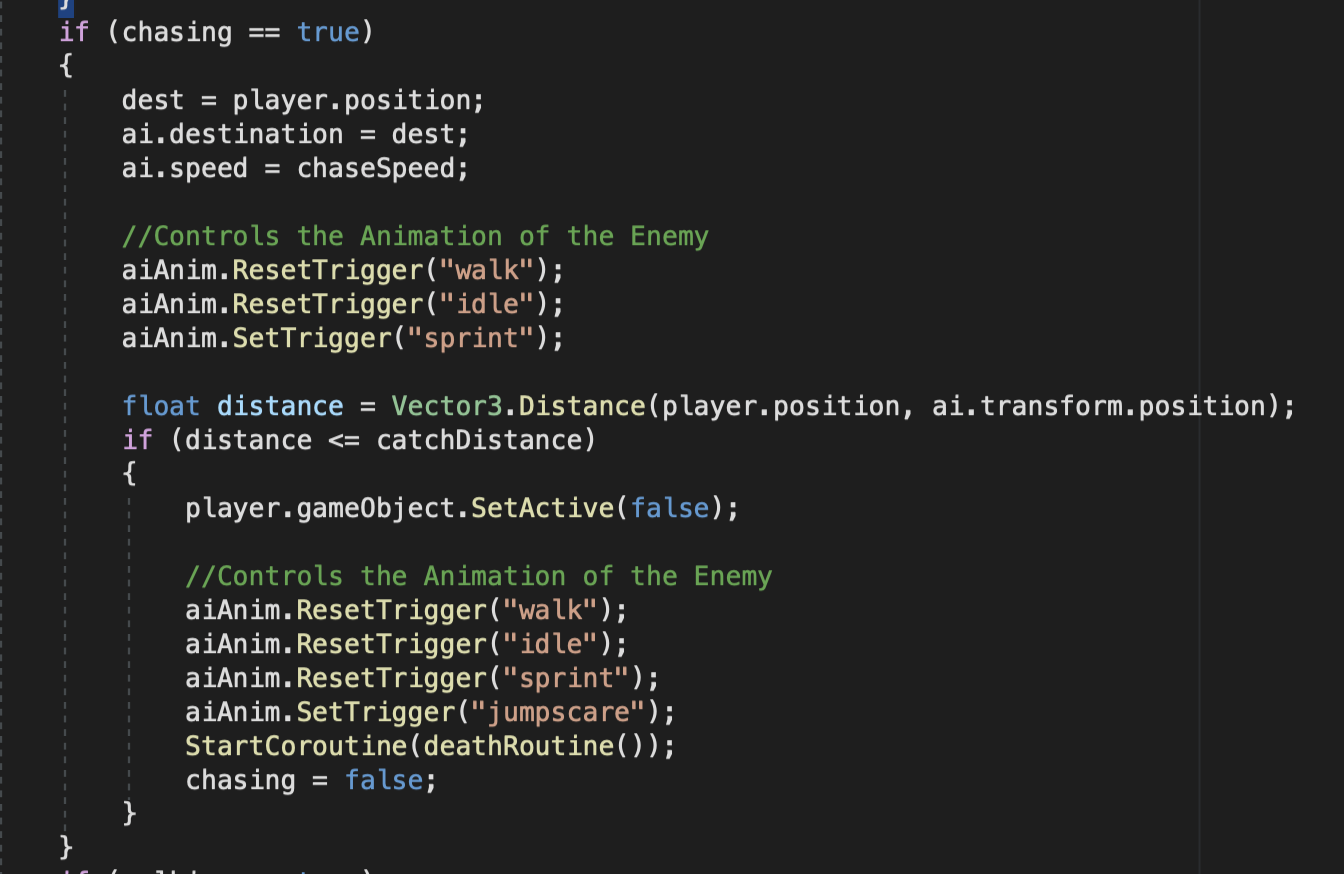 }
if (chasing == true)
{
dest = player.position;
ai.destination = dest;
ai.speed = chaseSpeed;
//Controls the Animation of the Enemy
aiAnim.ResetTrigger("walk");
aiAnim.ResetTrigger("idle");
aiAnim.SetTrigger("sprint");
float distance = Vector3.Distance(player.position, ai.transform.position);
if (distance <= catchDistance)
{
player.gameObject.SetActive(false);
//Controls the Animation of the Enemy
aiAnim.ResetTrigger("walk");
aiAnim.ResetTrigger("idle");
aiAnim.ResetTrigger("sprint");
aiAnim.SetTrigger("jumpscare");
StartCoroutine(deathRoutine());
chasing = false;
}
}